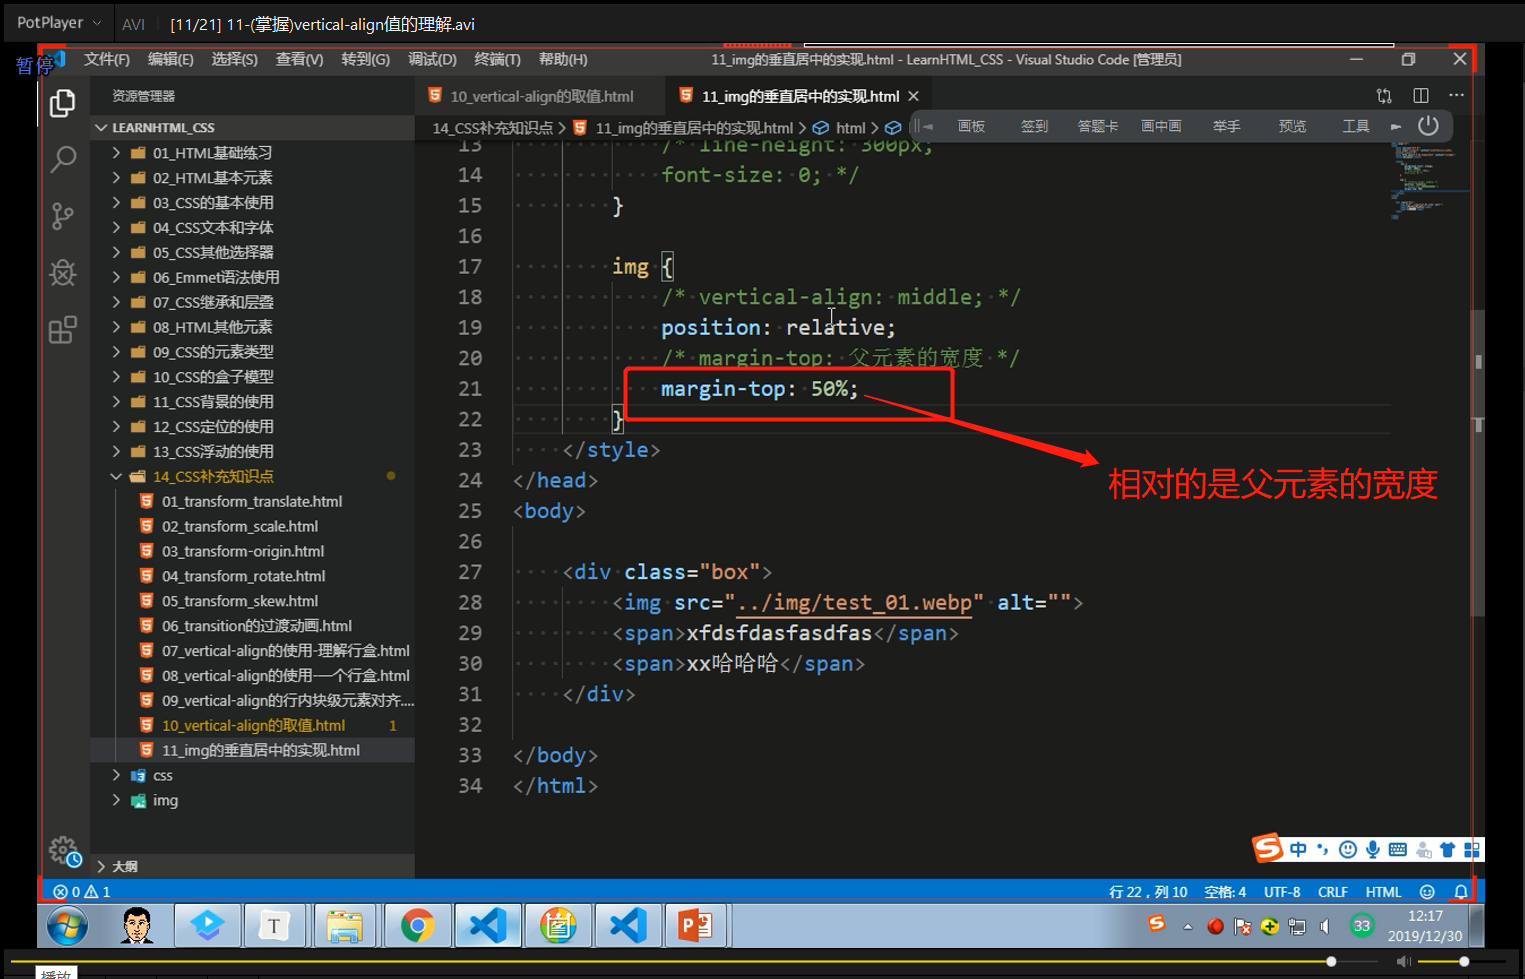 PotPlayer AVI [11/21] 11-(掌握)vertical-align值的理解.avi
暂停
文件(F) 编辑(E) 选择(S) 查看(V) 转到(G) 调试(D) 终端(T) 帮助(H) 11_img的垂直居中的实现.html - LearnHTML_CSS - Visual Studio Code [管理员]
资源管理器
10_vertical-align的取值.html
11_img的垂直居中的实现.html
LEARNHTML_CSS
14_CSS补充知识点 > 11_img的垂直居中的实现.html > html >
画板 签到 答题卡 画中画 举手 预览 工具
01_HTML基础练习
02_HTML基本元素
03_CSS的基本使用
04_CSS文本和字体
05_CSS其他选择器
06_Emmet语法使用
07_CSS继承和层叠
08_HTML其他元素
09_CSS的元素类型
10_CSS的盒子模型
11_CSS背景的使用
12_CSS定位的使用
13_CSS浮动的使用
14_CSS补充知识点
01_transform_translate.html
02_transform_scale.html
03_transform-origin.html
04_transform_rotate.html
05_transform_skew.html
06_transition的过渡动画.html
07_vertical-align的使用-理解行盒.html
08_vertical-align的使用-一个行盒.html
09_vertical-align的行内块级元素对齐....
10_vertical-align的取值.html 1
11_img的垂直居中的实现.html
css
img
大纲
13 /* line-height: 300px;
14 font-size: 0; */
15 }
16
17 img {
18 /* vertical-align: middle; */
19 position: relative;
20 /* margin-top: 父元素的宽度 */
21 margin-top: 50%;
22 }
23 </style>
24 </head>
25 <body>
26
27 <div class="box">
28 <img src="../img/test_01.webp" alt="">
29 <span>xfdsfdasfasdfas</span>
30 <span>xx哈哈哈</span>
31 </div>
32
33 </body>
34 </html>
相对的是父元素的宽度
中
0 1
行 22，列 10 空格: 4 UTF-8 CRLF HTML
T
33
12:17
2019/12/30
播放